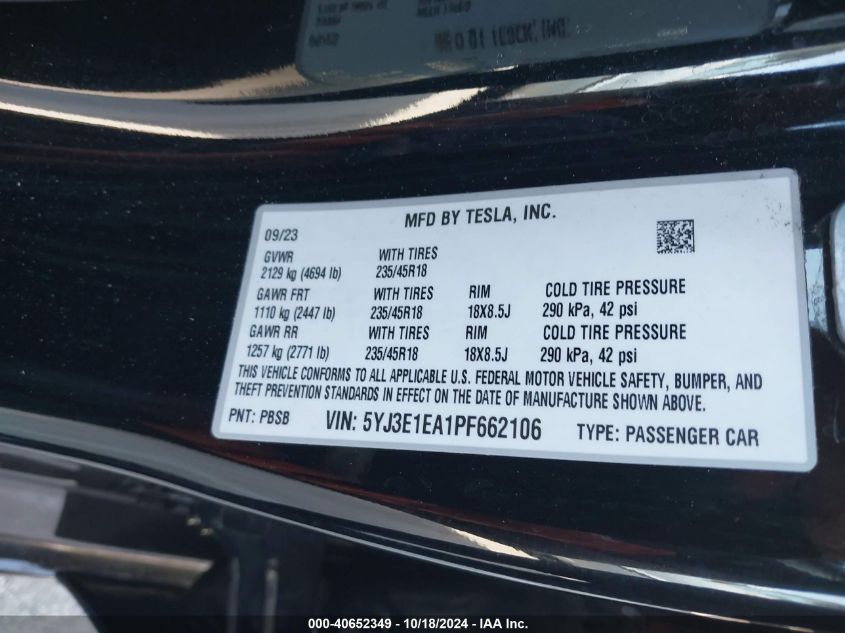 MFD BY TESLA, INC.
09/23
GVWR WITH TIRES
2129 kg (4694 lb) 235/45R18
GAWR FRT WITH TIRES RIM COLD TIRE PRESSURE
1110 kg (2447 lb) 235/45R18 18X8.5J 290 kPa, 42 psi
GAWR RR WITH TIRES RIM COLD TIRE PRESSURE
1257 kg (2771 lb) 235/45R18 18X8.5J 290 kPa, 42 psi
THIS VEHICLE CONFORMS TO ALL APPLICABLE U.S. FEDERAL MOTOR VEHICLE SAFETY, BUMPER, AND
THEFT PREVENTION STANDARDS IN EFFECT ON THE DATE OF MANUFACTURE SHOWN ABOVE.
PNT: PBSB VIN: 5YJ3E1EA1PF662106 TYPE: PASSENGER CAR
000-40652349 - 10/18/2024 - IAA Inc.